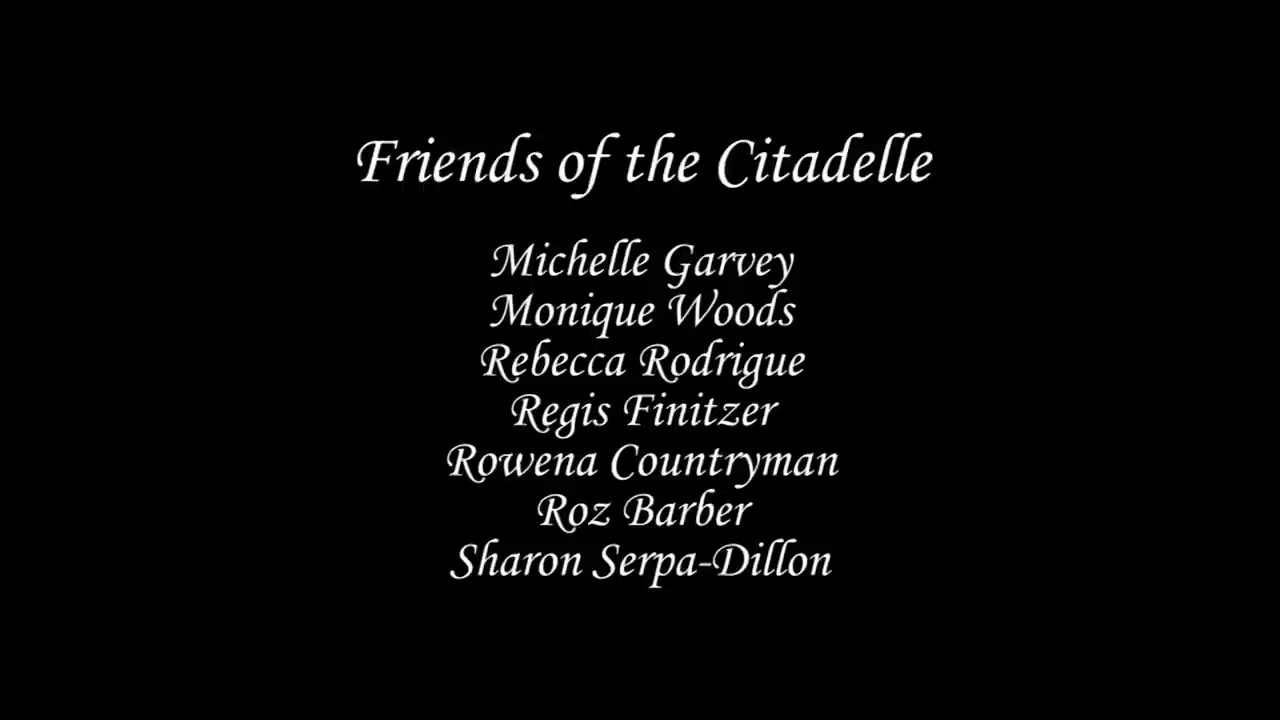 Friends of the Citadelle
Michelle Garvey
Monique Woods
Rebecca Rodrigue
Regis Finitzer
Rowena Countryman
Roz Barber
Sharon Serpa-Dillon